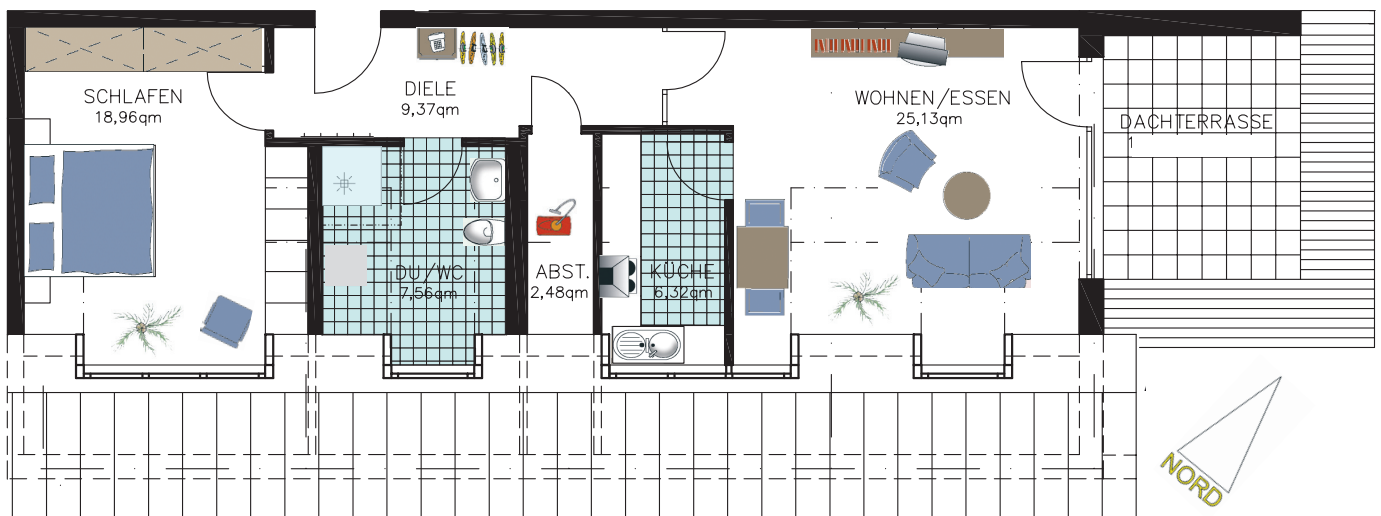 SCHLAFEN
18,96qm
DIELE
9,37qm
WOHNEN/ESSEN
25,13qm
DACHTERRASSE
1
DU/WC
7,56qm
ABST.
2,48qm
KÜCHE
6,32qm
NORD